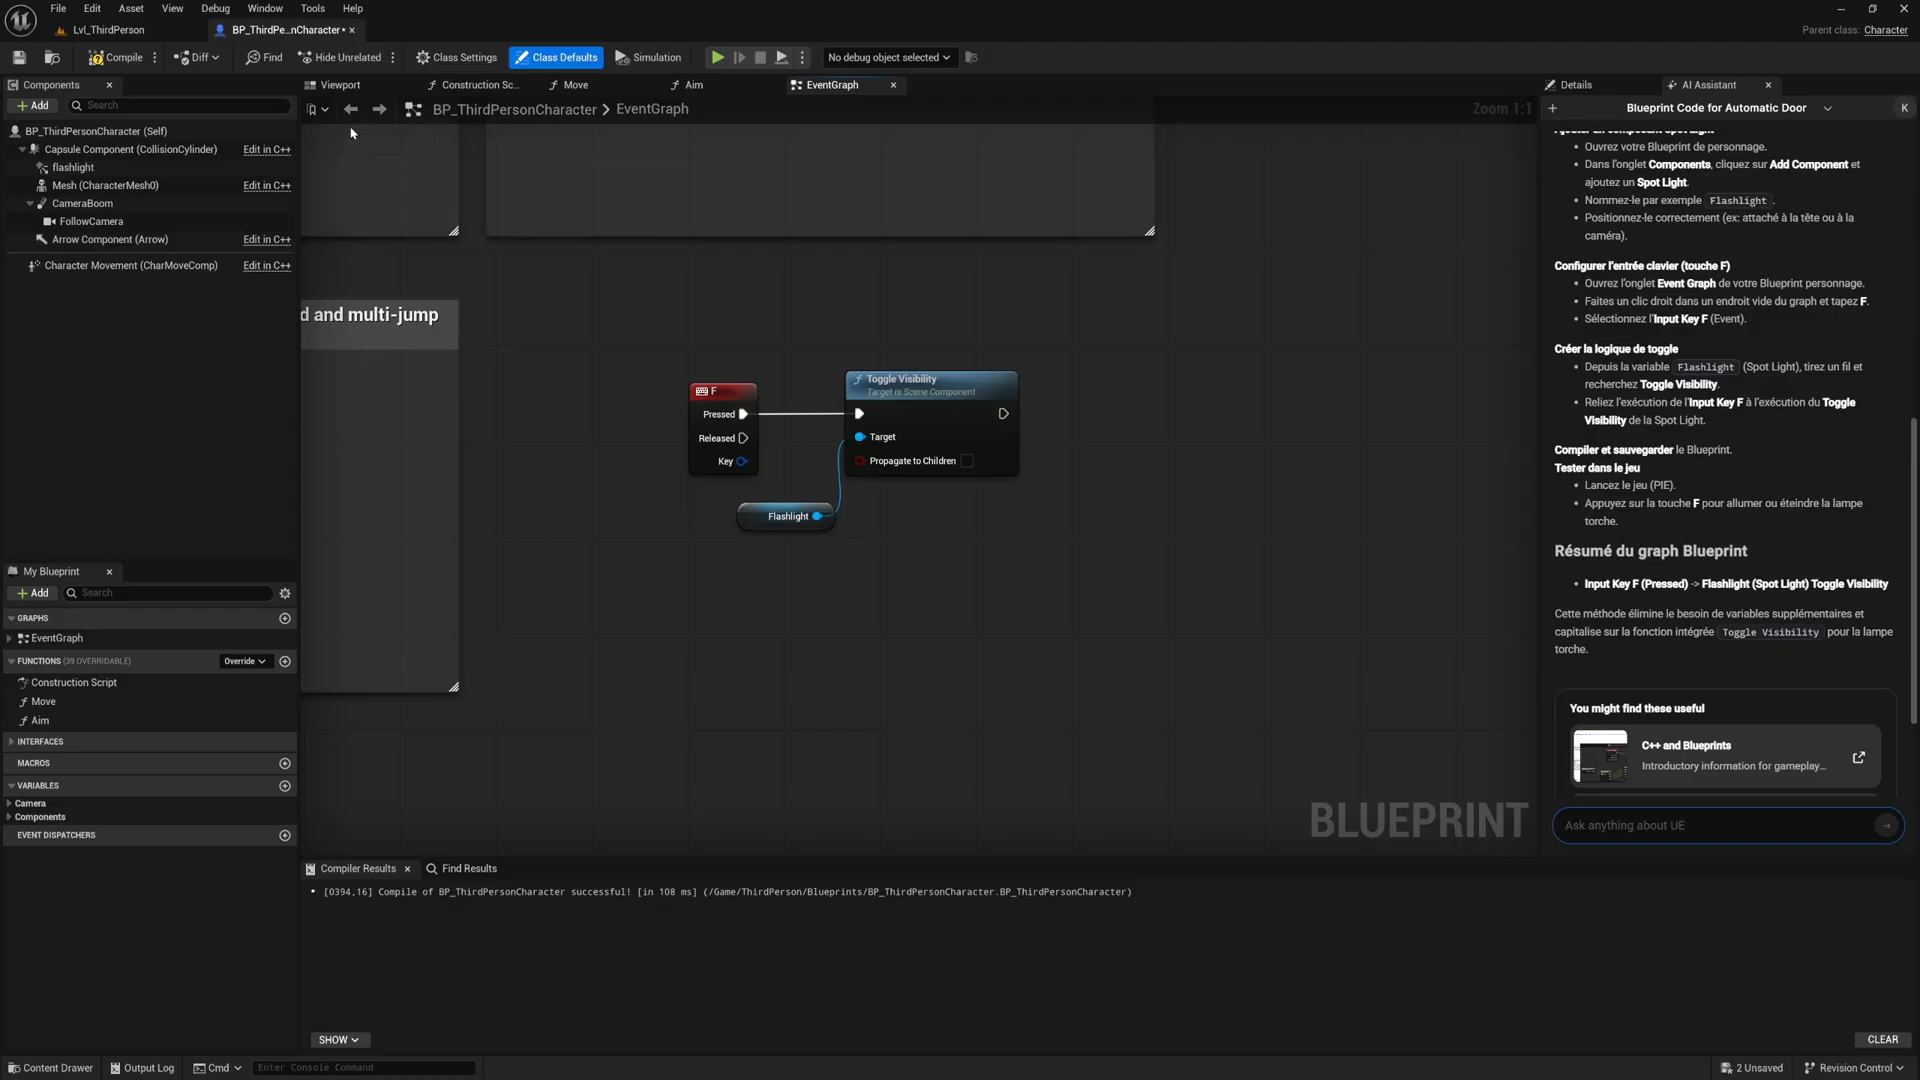 File Edit Asset View Debug Window Tools Help
Lvl_ThirdPerson
BP_ThirdPe…nCharacter•
Parent class: Character
Compile
Diff
Find
Hide Unrelated
Class Settings
Class Defaults
Simulation
No debug object selected
Components
Add
Search
BP_ThirdPersonCharacter (Self)
Capsule Component (CollisionCylinder) Edit in C++
flashlight
Mesh (CharacterMesh0) Edit in C++
CameraBoom
FollowCamera
Arrow Component (Arrow) Edit in C++
Character Movement (CharMoveComp) Edit in C++
My Blueprint
Add
Search
GRAPHS
EventGraph
FUNCTIONS (39 OVERRIDABLE) Override
Construction Script
Move
Aim
INTERFACES
MACROS
VARIABLES
Camera
Components
EVENT DISPATCHERS
Viewport
Construction Sc…
Move
Aim
EventGraph
BP_ThirdPersonCharacter > EventGraph
Zoom 1:1
d and multi-jump
F
Pressed
Released
Key
Toggle Visibility
Target is Scene Component
Target
Propagate to Children
Flashlight
BLUEPRINT
Compiler Results
Find Results
• [0394,16] Compile of BP_ThirdPersonCharacter successful! [in 108 ms] (/Game/ThirdPerson/Blueprints/BP_ThirdPersonCharacter.BP_ThirdPersonCharacter)
SHOW
CLEAR
Details
AI Assistant
Blueprint Code for Automatic Door
K
Ajouter un composant Spot Light
• Ouvrez votre Blueprint de personnage.
• Dans l'onglet Components, cliquez sur Add Component et
ajoutez un Spot Light.
• Nommez-le par exemple Flashlight .
• Positionnez-le correctement (ex: attaché à la tête ou à la
caméra).
Configurer l'entrée clavier (touche F)
• Ouvrez l'onglet Event Graph de votre Blueprint personnage.
• Faites un clic droit dans un endroit vide du graph et tapez F.
• Sélectionnez l'Input Key F (Event).
Créer la logique de toggle
• Depuis la variable Flashlight (Spot Light), tirez un fil et
recherchez Toggle Visibility.
• Reliez l'exécution de l'Input Key F à l'exécution du Toggle
Visibility de la Spot Light.
Compiler et sauvegarder le Blueprint.
Tester dans le jeu
• Lancez le jeu (PIE).
• Appuyez sur la touche F pour allumer ou éteindre la lampe
torche.
Résumé du graph Blueprint
• Input Key F (Pressed) -> Flashlight (Spot Light) Toggle Visibility
Cette méthode élimine le besoin de variables supplémentaires et
capitalise sur la fonction intégrée Toggle Visibility pour la lampe
torche.
You might find these useful
C++ and Blueprints
Introductory information for gameplay…
Ask anything about UE
Content Drawer
Output Log
Cmd
Enter Console Command
2 Unsaved
Revision Control